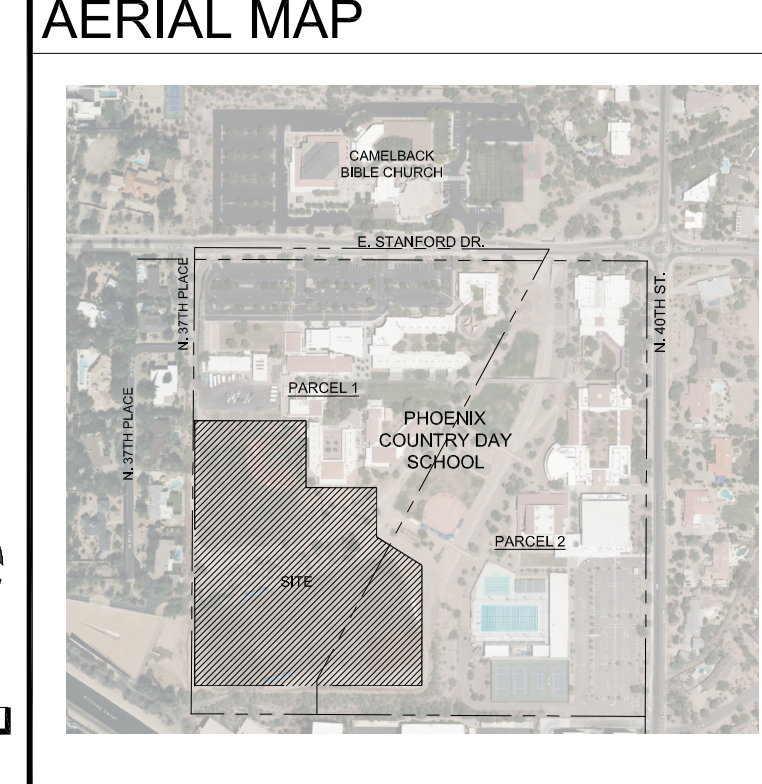 AERIAL MAP
CAMELBACK
BIBLE CHURCH
E. STANFORD DR.
N. 37TH PLACE
N. 40TH ST.
N. 37TH PLACE
PARCEL 1
PHOENIX
COUNTRY DAY
SCHOOL
PARCEL 2
SITE